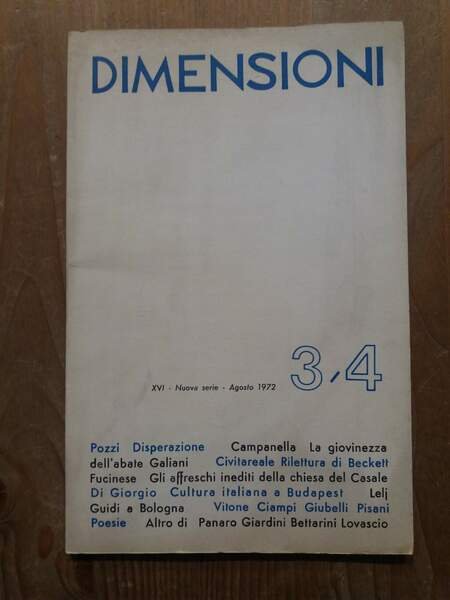 DIMENSIONI
XVI - Nuova serie - Agosto 1972 3/4
Pozzi Disperazione Campanella La giovinezza
dell'abate Galiani Civitareale Rilettura di Beckett
Fucinese Gli affreschi inediti della chiesa del Casale
Di Giorgio Cultura italiana a Budapest Lelj
Guidi a Bologna Vitone Ciampi Giubelli Pisani
Poesie Altro di Panaro Giardini Bettarini Lovascio